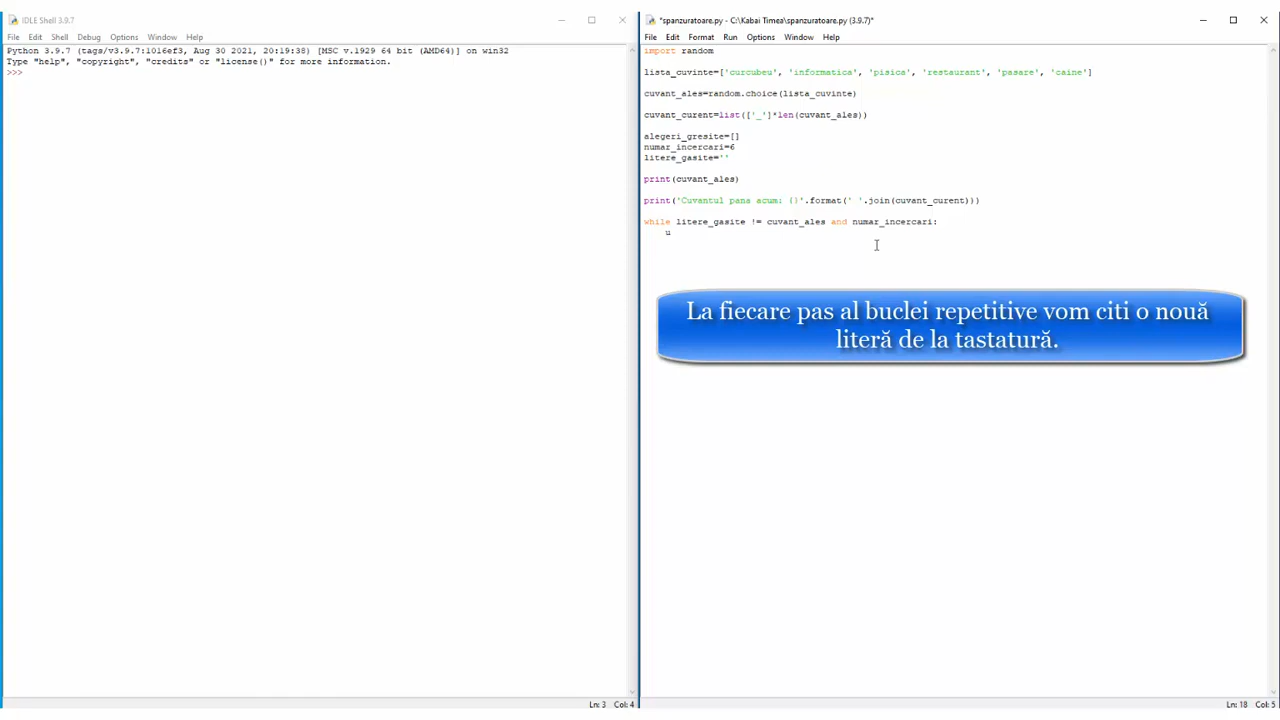 IDLE Shell 3.9.7
File Edit Shell Debug Options Window Help
Python 3.9.7 (tags/v3.9.7:1016ef3, Aug 30 2021, 20:19:38) [MSC v.1929 64 bit (AMD64)] on win32
Type "help", "copyright", "credits" or "license()" for more information.
>>>
Ln: 3 Col: 4
*spanzuratoare.py - C:\Kabai Timea\spanzuratoare.py (3.9.7)*
File Edit Format Run Options Window Help
import random
lista_cuvinte=['curcubeu', 'informatica', 'pisica', 'restaurant', 'pasare', 'caine']
cuvant_ales=random.choice(lista_cuvinte)
cuvant_curent=list(['_']*len(cuvant_ales))
alegeri_gresite=[]
numar_incercari=6
litere_gasite=''
print(cuvant_ales)
print('Cuvantul pana acum: {}'.format(' '.join(cuvant_curent)))
while litere_gasite != cuvant_ales and numar_incercari:
u
La fiecare pas al buclei repetitive vom citi o nouă
literă de la tastatură.
Ln: 18 Col: 5